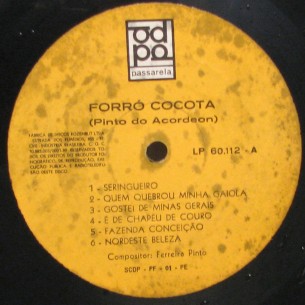 passarela
FORRÓ COCOTA
(Pinto do Acordeon)
LP 60.112 - A
1 - SERINGUEIRO
2 - QUEM QUEBROU MINHA GAIOLA
3 - GOSTEI DE MINAS GERAIS
4 - É DE CHAPEU DE COURO
5 - FAZENDA CONCEIÇÃO
6 - NORDESTE BELEZA
Compositor: Ferreira Pinto
SCDP - PF - 01 - PE